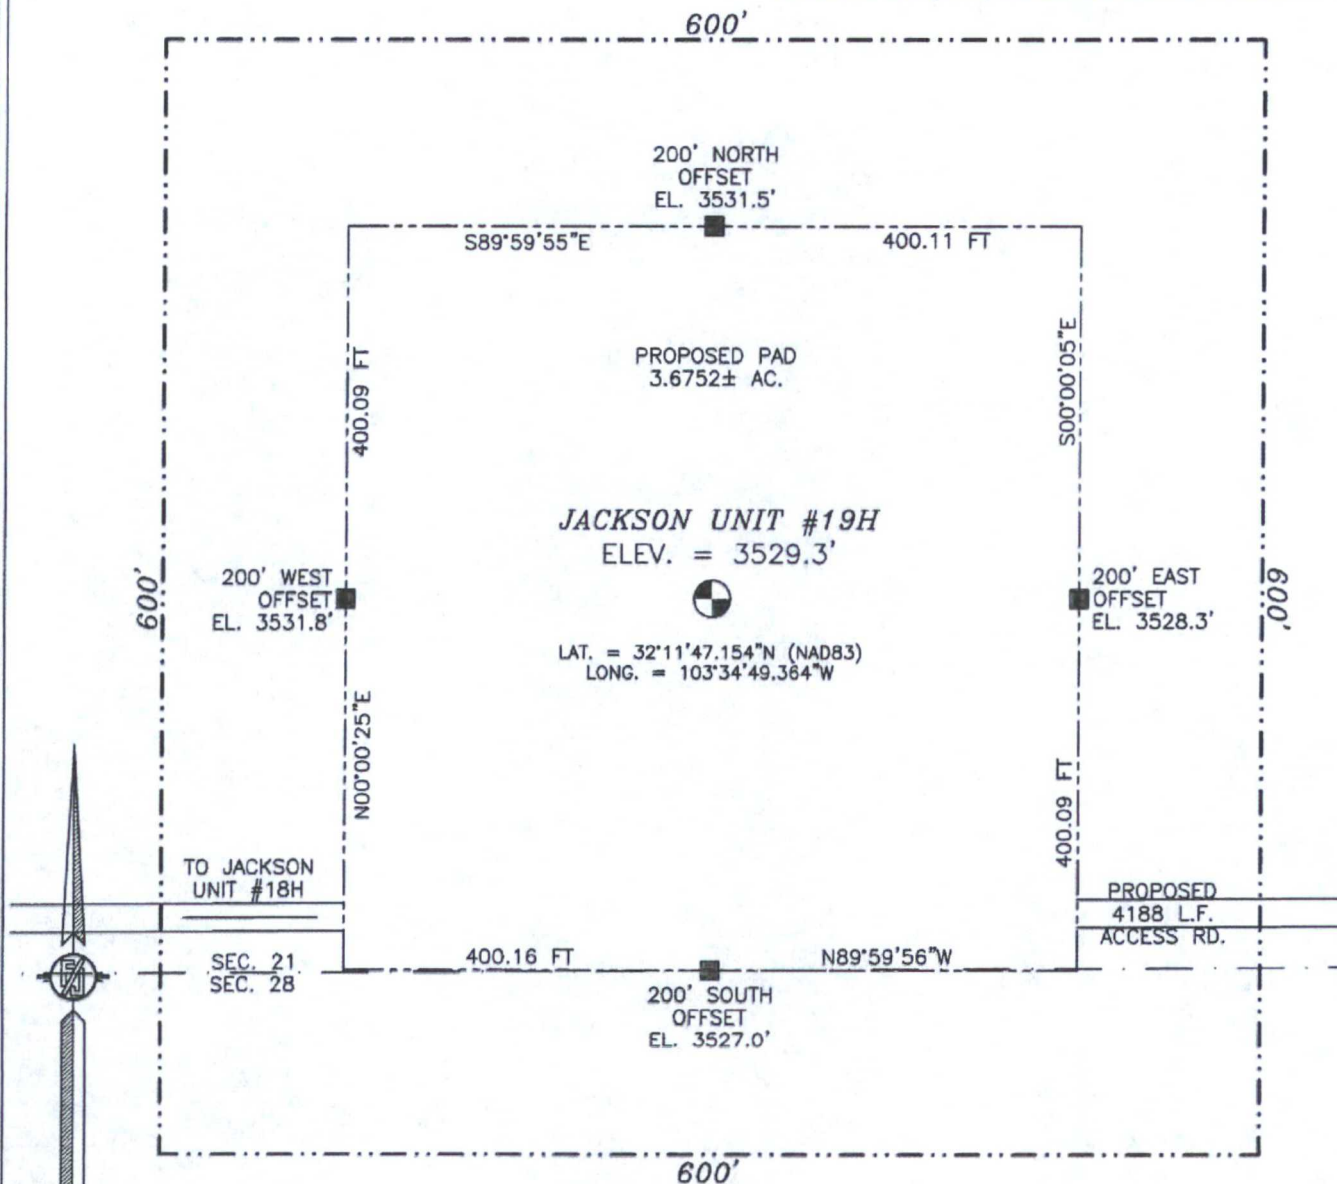 600'
200' NORTH
OFFSET
EL. 3531.5'
S89°59'55"E
400.11 FT
400.09 FT
S00°00'05"E
PROPOSED PAD
3.6752± AC.
JACKSON UNIT #19H
ELEV. = 3529.3'
600'
200' WEST
OFFSET
EL. 3531.8'
200' EAST
OFFSET
EL. 3528.3'
600'
LAT. = 32°11'47.154"N (NAD83)
LONG. = 103°34'49.364"W
N00°00'25"E
400.09 FT
TO JACKSON
UNIT #18H
PROPOSED
4188 L.F.
ACCESS RD.
SEC. 21
SEC. 28
400.16 FT
N89°59'56"W
200' SOUTH
OFFSET
EL. 3527.0'
600'